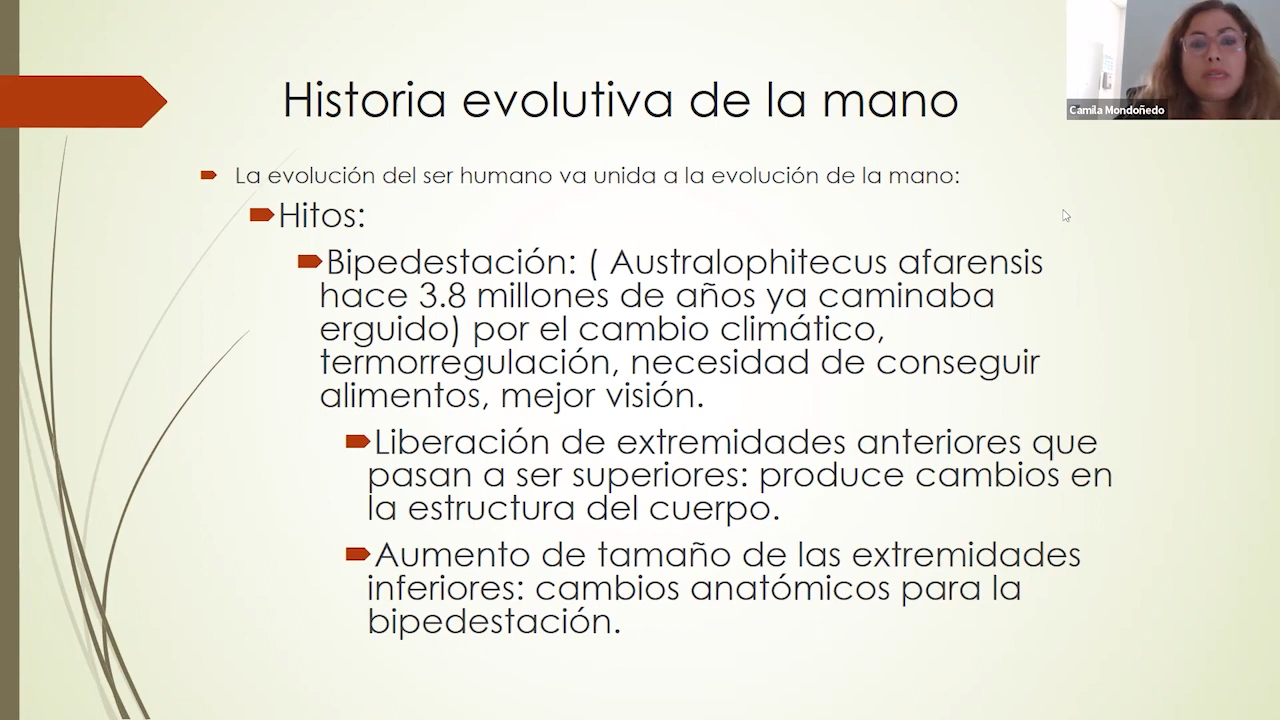 Historia evolutiva de la mano
Camila Mondoñedo
La evolución del ser humano va unida a la evolución de la mano:
Hitos:
Bipedestación: ( Australophitecus afarensis
hace 3.8 millones de años ya caminaba
erguido) por el cambio climático,
termorregulación, necesidad de conseguir
alimentos, mejor visión.
Liberación de extremidades anteriores que
pasan a ser superiores: produce cambios en
la estructura del cuerpo.
Aumento de tamaño de las extremidades
inferiores: cambios anatómicos para la
bipedestación.